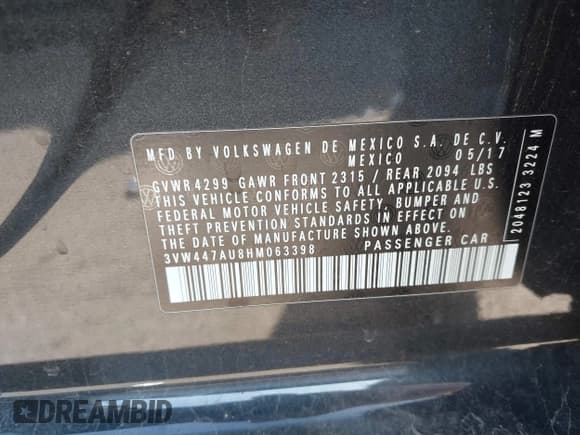 MFD. BY VOLKSWAGEN DE MEXICO S.A. DE C.V.
MEXICO 05/17
GVWR 4299 GAWR FRONT 2315 / REAR 2094 LBS
THIS VEHICLE CONFORMS TO ALL APPLICABLE U.S.
FEDERAL MOTOR VEHICLE SAFETY, BUMPER AND
THEFT PREVENTION STANDARDS IN EFFECT ON
THE DATE OF MANUFACTURE SHOWN ABOVE.
3VW447AU8HM063398 PASSENGER CAR
2048123 3224 M
DREAMBID